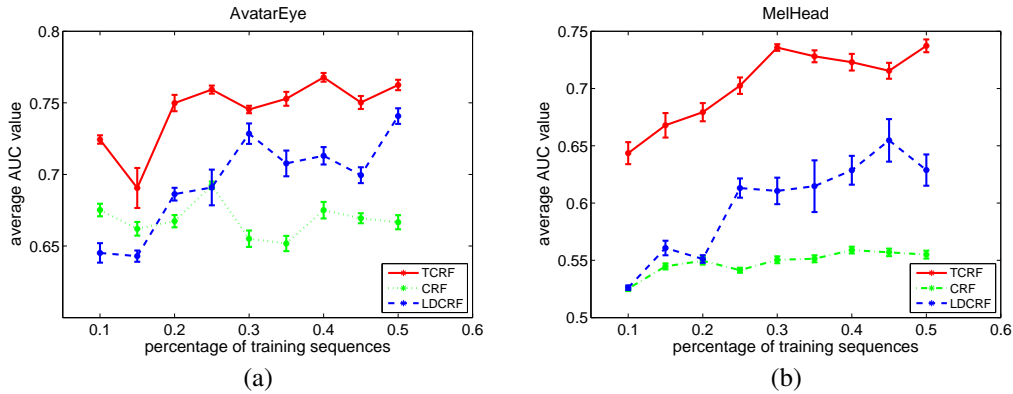 AvatarEye
0.8
0.75
0.7
0.65
average AUC value
0.1 0.2 0.3 0.4 0.5 0.6
percentage of training sequences
TCRF
CRF
LDCRF
(a)
MelHead
0.75
0.7
0.65
0.6
0.55
0.5
average AUC value
0.1 0.2 0.3 0.4 0.5 0.6
percentage of training sequences
TCRF
CRF
LDCRF
(b)